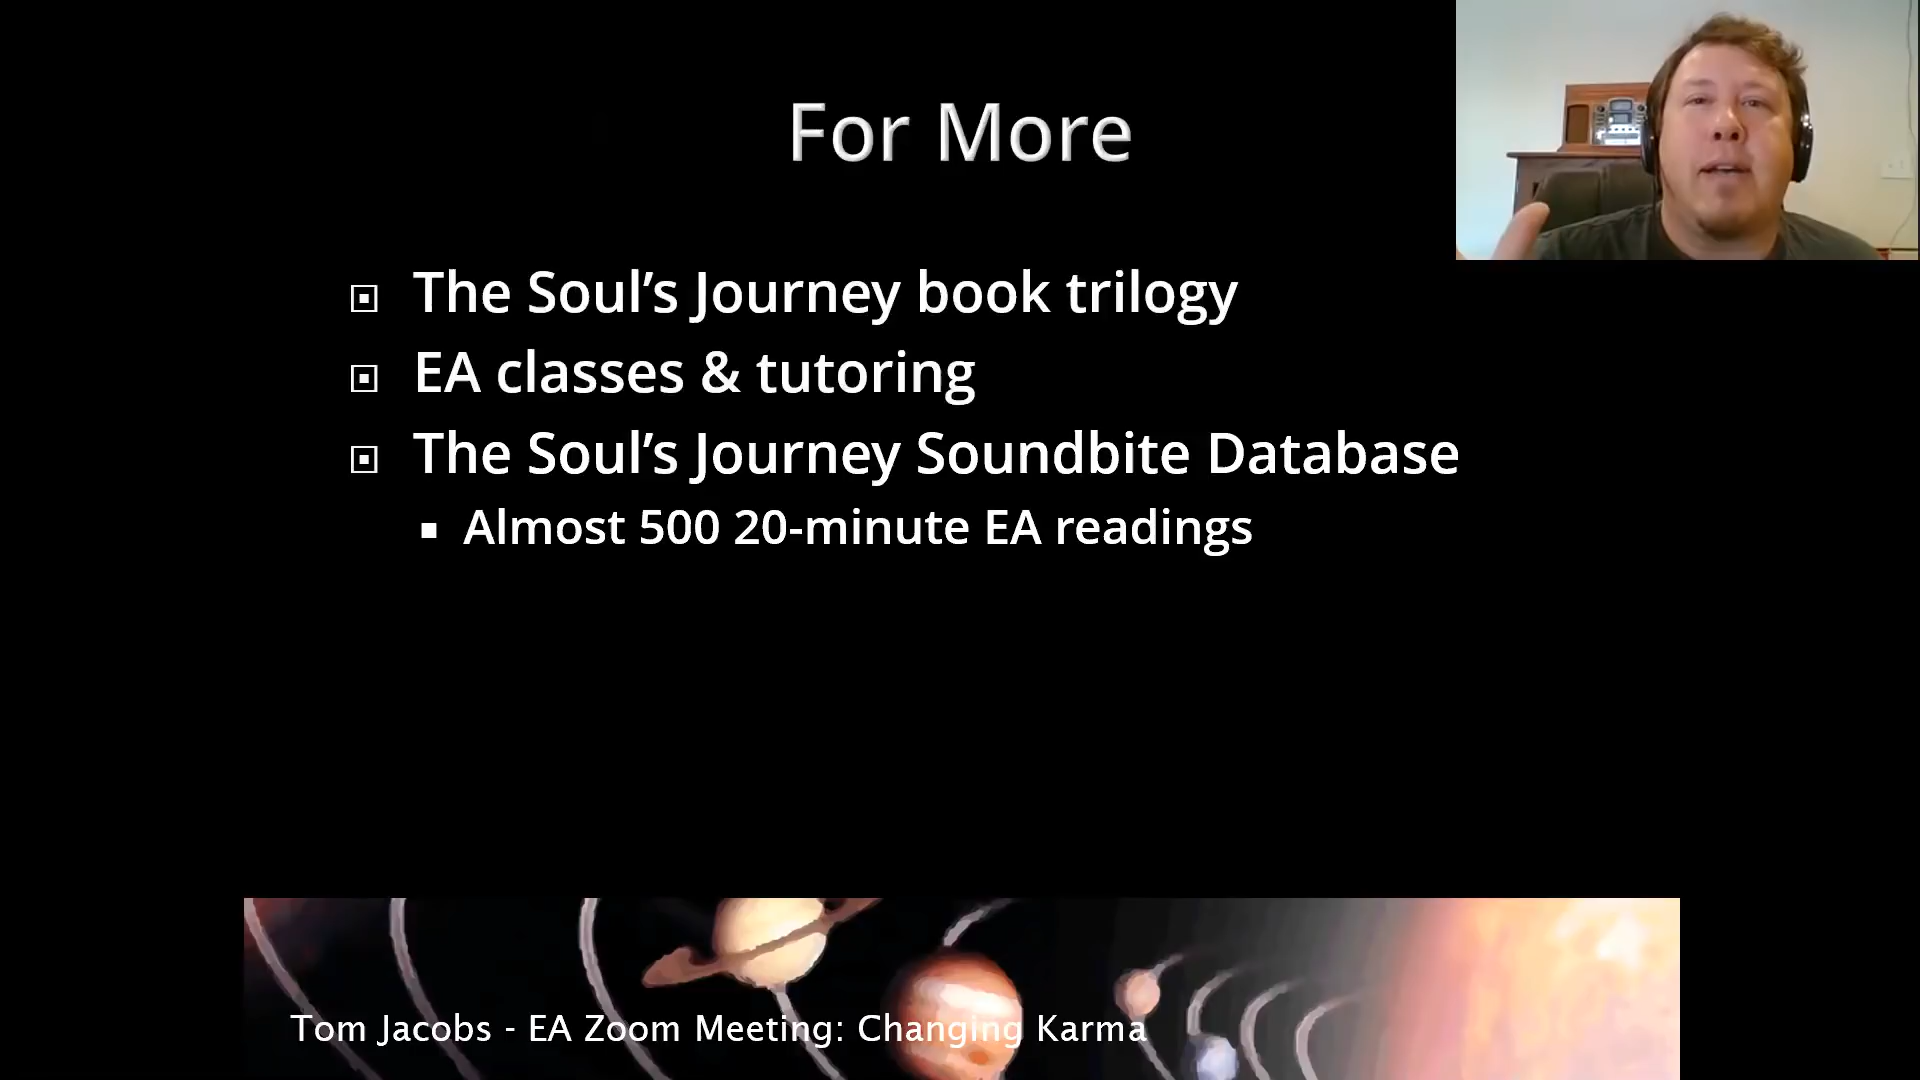 For More
The Soul’s Journey book trilogy
EA classes & tutoring
The Soul’s Journey Soundbite Database
Almost 500 20-minute EA readings
Tom Jacobs - EA Zoom Meeting: Changing Karma